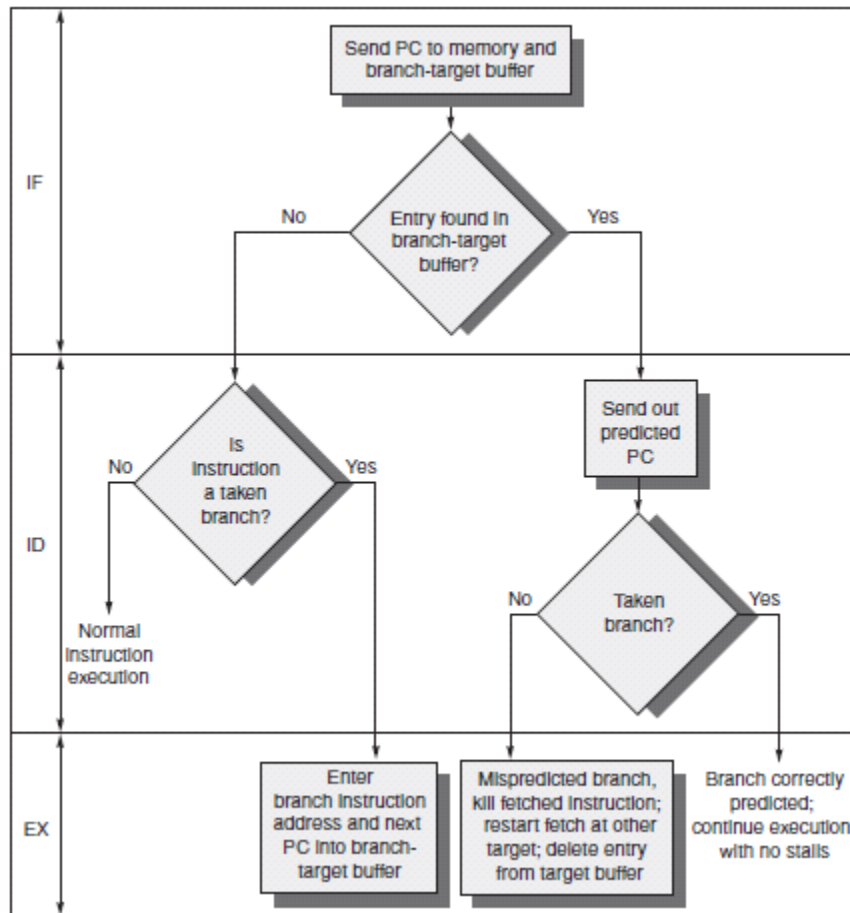 Send PC to memory and
branch-target buffer
IF
No
Entry found in
branch-target
buffer?
Yes
ID
No
Is
instruction
a taken
branch?
Yes
Send out
predicted
PC
No
Taken
branch?
Yes
Normal
instruction
execution
EX
Enter
branch instruction
address and next
PC into branch-
target buffer
Mispredicted branch,
kill fetched instruction;
restart fetch at other
target; delete entry
from target buffer
Branch correctly
predicted;
continue execution
with no stalls